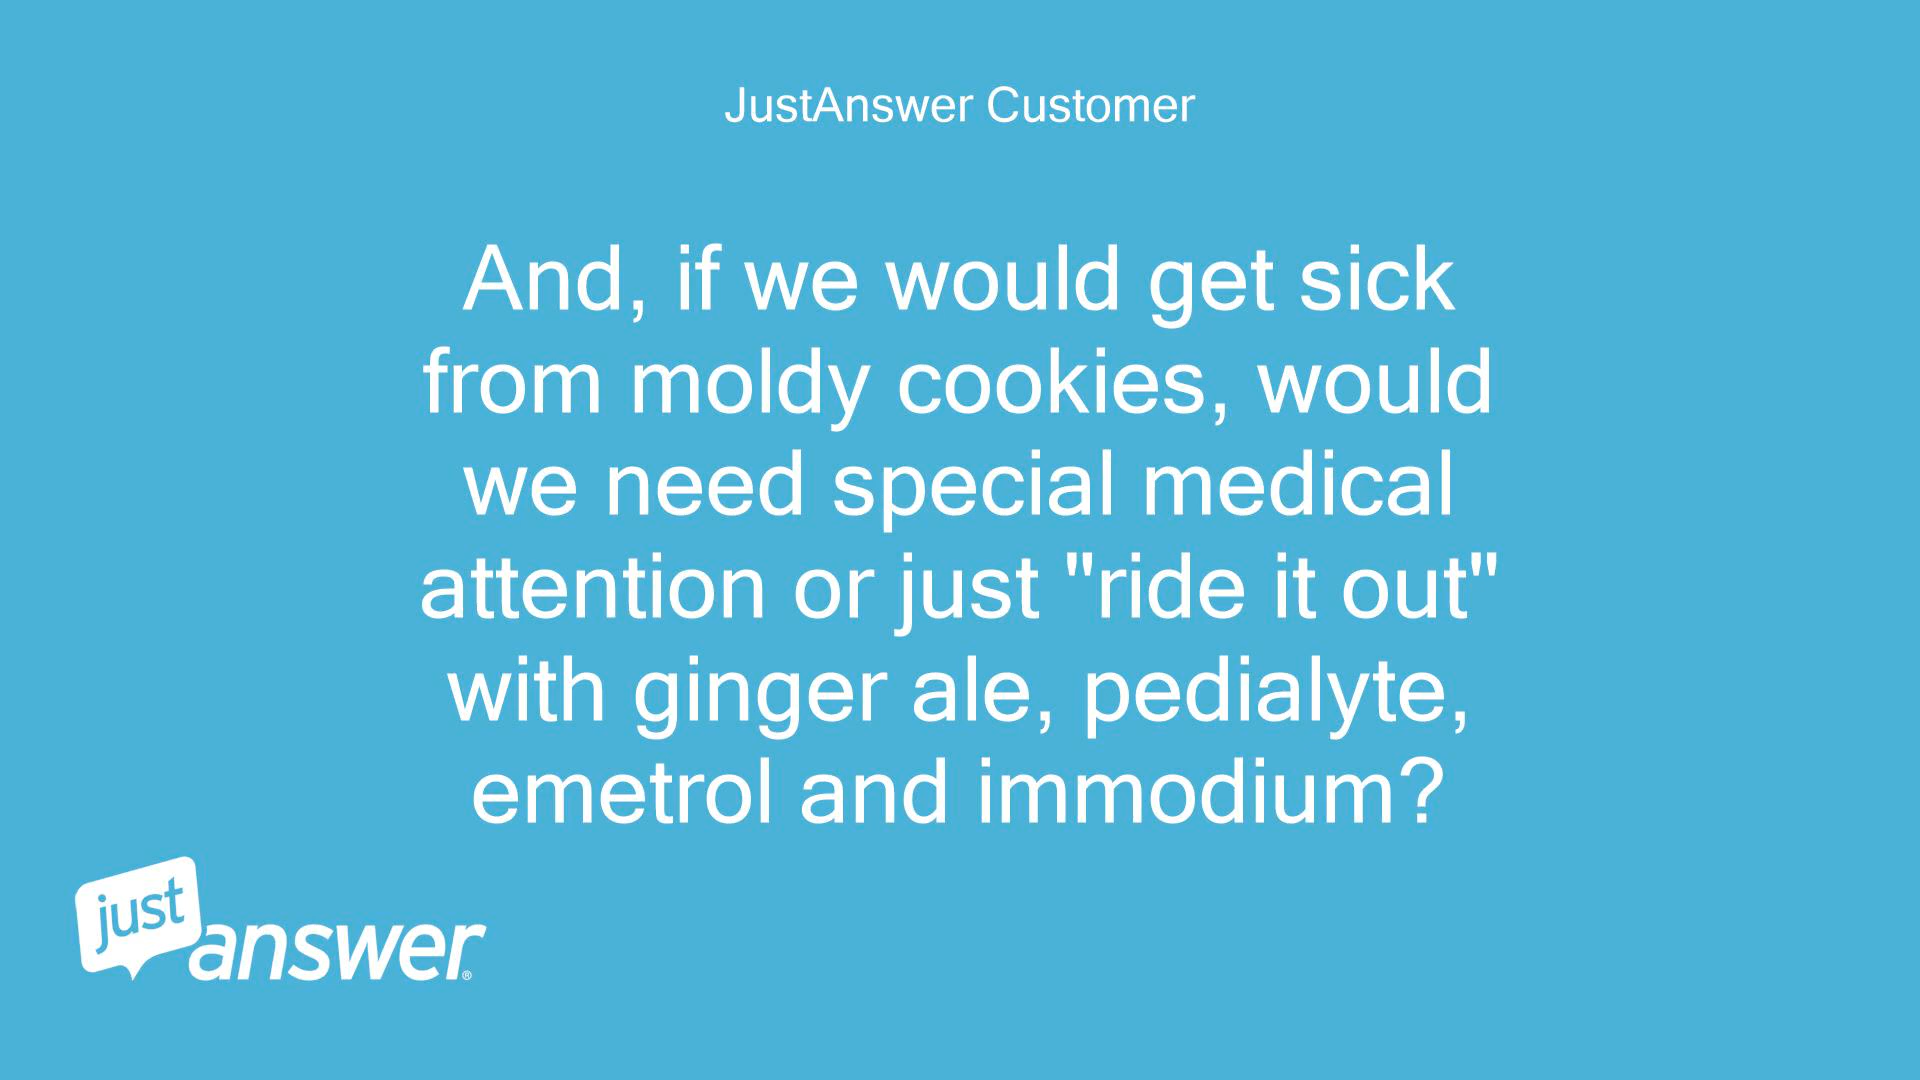 JustAnswer Customer
And, if we would get sick
from moldy cookies, would
we need special medical
attention or just "ride it out"
with ginger ale, pedialyte,
emetrol and immodium?
just
answer®